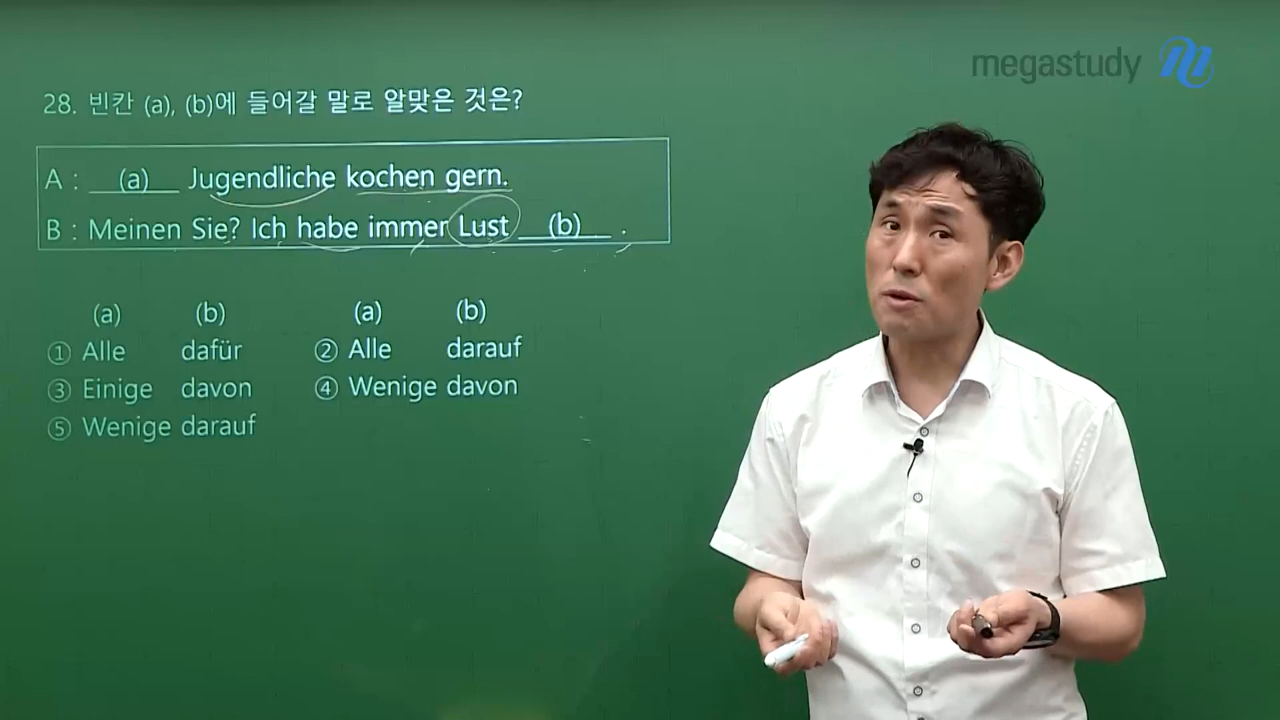 megastudy
28. 빈칸 (a), (b)에 들어갈 말로 알맞은 것은?
A : (a) Jugendliche kochen gern.
B : Meinen Sie? Ich habe immer Lust (b) .
(a) (b) (a) (b)
① Alle dafür ② Alle darauf
③ Einige davon ④ Wenige davon
⑤ Wenige darauf